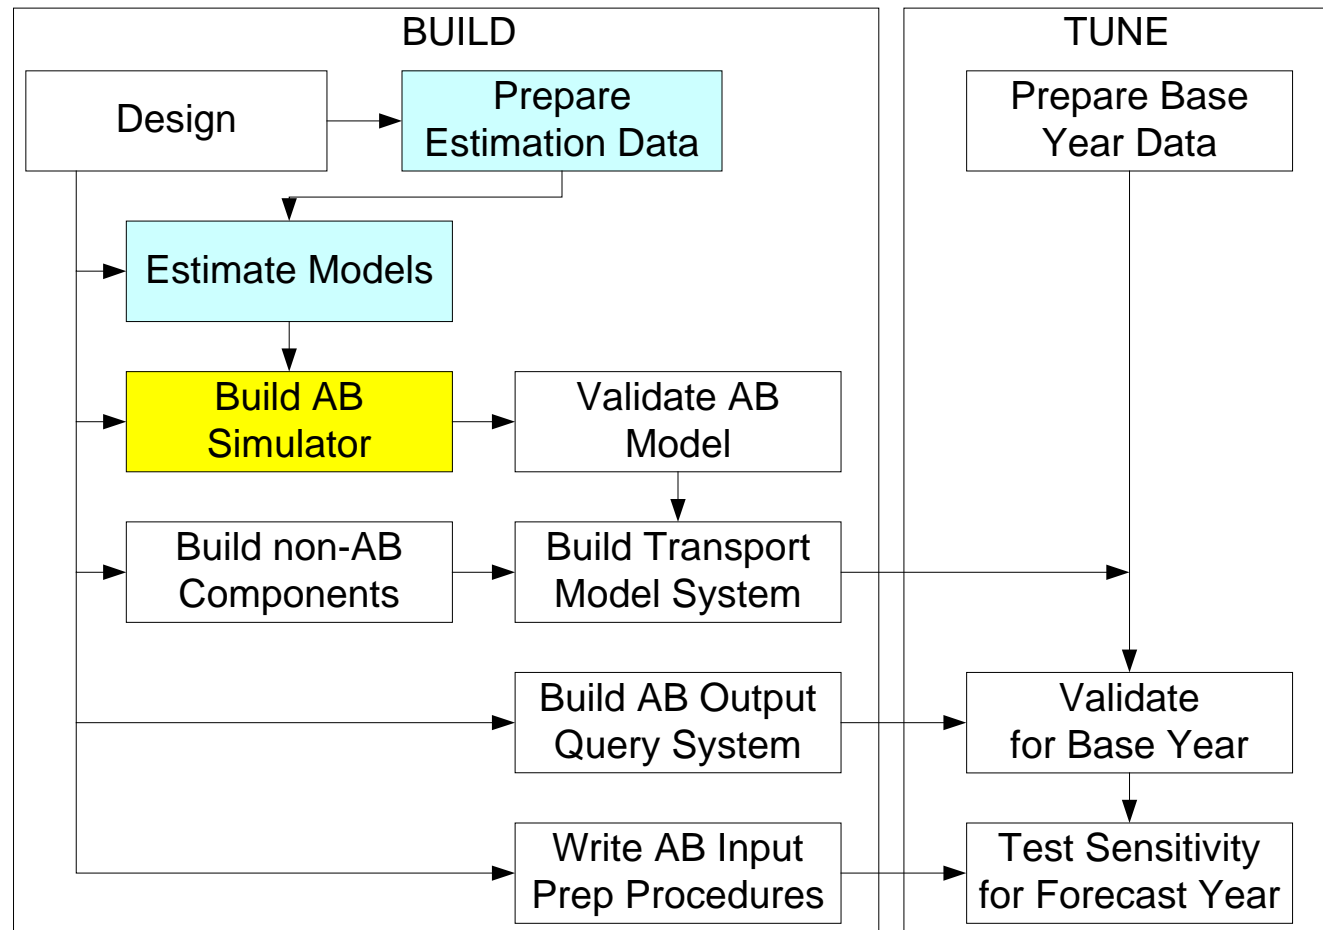 BUILD
Design
Prepare
Estimation Data
Estimate Models
Build AB
Simulator
Validate AB
Model
Build non-AB
Components
Build Transport
Model System
Build AB Output
Query System
Write AB Input
Prep Procedures
TUNE
Prepare Base
Year Data
Validate
for Base Year
Test Sensitivity
for Forecast Year